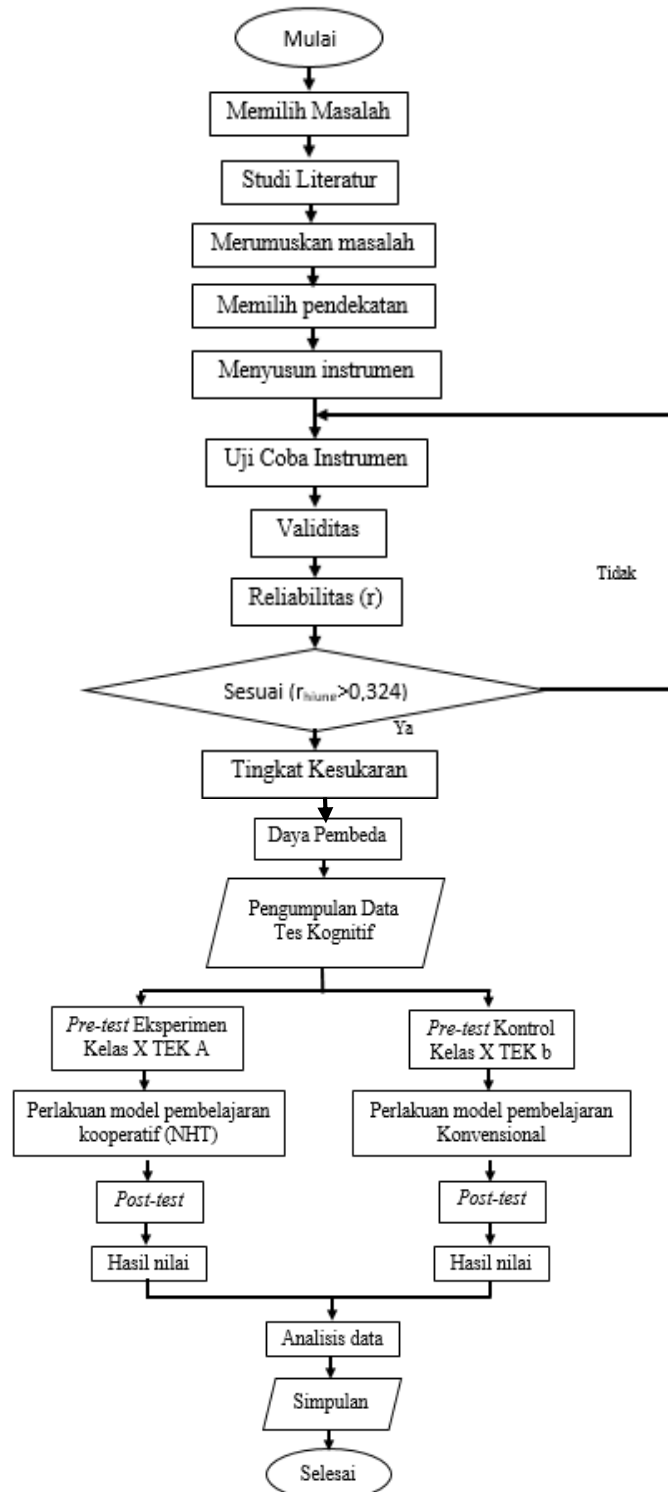 Mulai
Memilih Masalah
Studi Literatur
Merumuskan masalah
Memilih pendekatan
Menyusun instrumen
Uji Coba Instrumen
Validitas
Reliabilitas (r)
Tidak
Sesuai (r >0,324)
Ya
Tingkat Kesukaran
Daya Pembeda
Pengumpulan Data
Tes Kognitif
Pre-test Eksperimen
Kelas X TEK A
Pre-test Kontrol
Kelas X TEK b
Perlakuan model pembelajaran
kooperatif (NHT)
Perlakuan model pembelajaran
Konvensional
Post-test
Post-test
Hasil nilai
Hasil nilai
Analisis data
Simpulan
Selesai